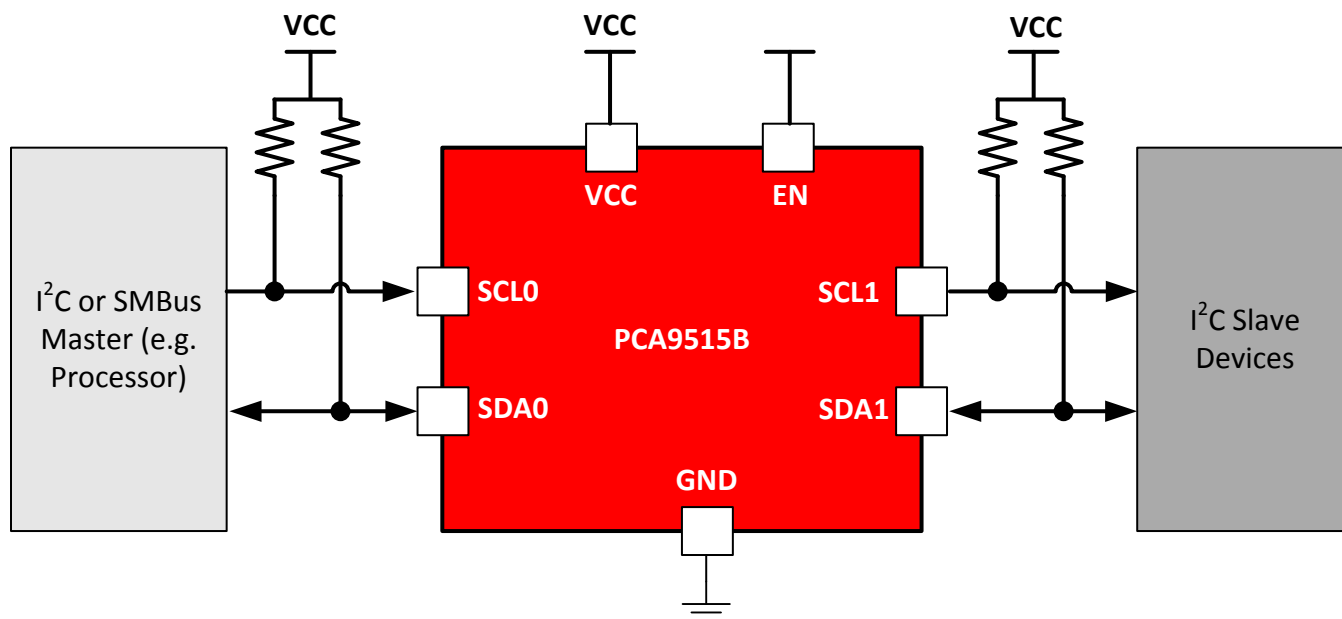 VCC
VCC
VCC
VCC
EN
I²C or SMBus
Master (e.g.
Processor)
SCL0
SCL1
PCA9515B
I²C Slave
Devices
SDA0
SDA1
GND